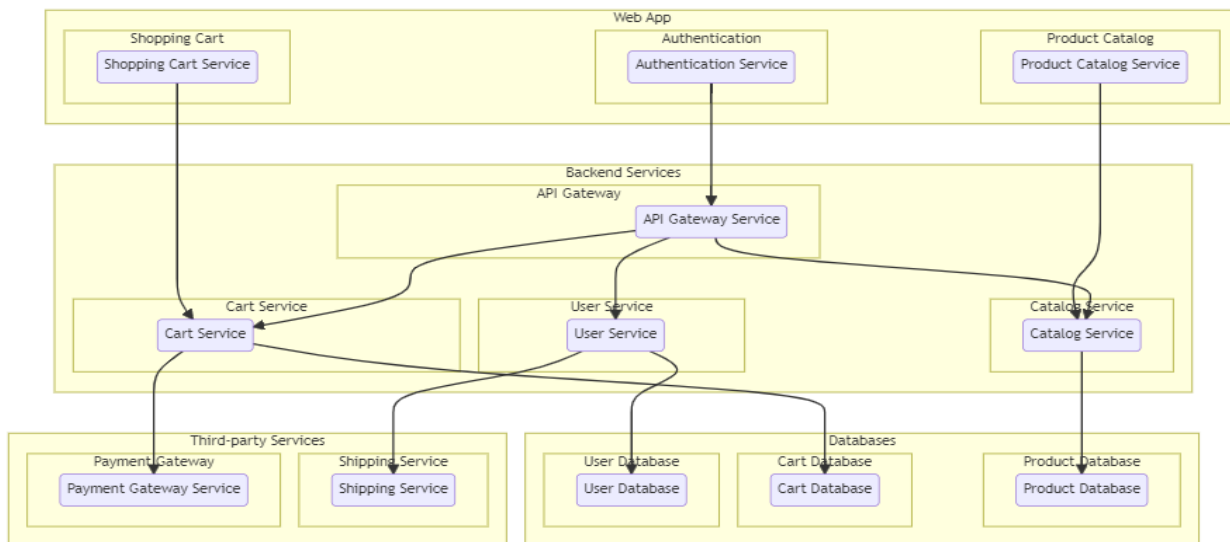 Web App
Shopping Cart
Authentication
Product Catalog
Shopping Cart Service
Authentication Service
Product Catalog Service
Backend Services
API Gateway
API Gateway Service
Cart Service
User Service
Catalog Service
Cart Service
User Service
Catalog Service
Third-party Services
Databases
Payment Gateway
Shipping Service
User Database
Cart Database
Product Database
Payment Gateway Service
Shipping Service
User Database
Cart Database
Product Database